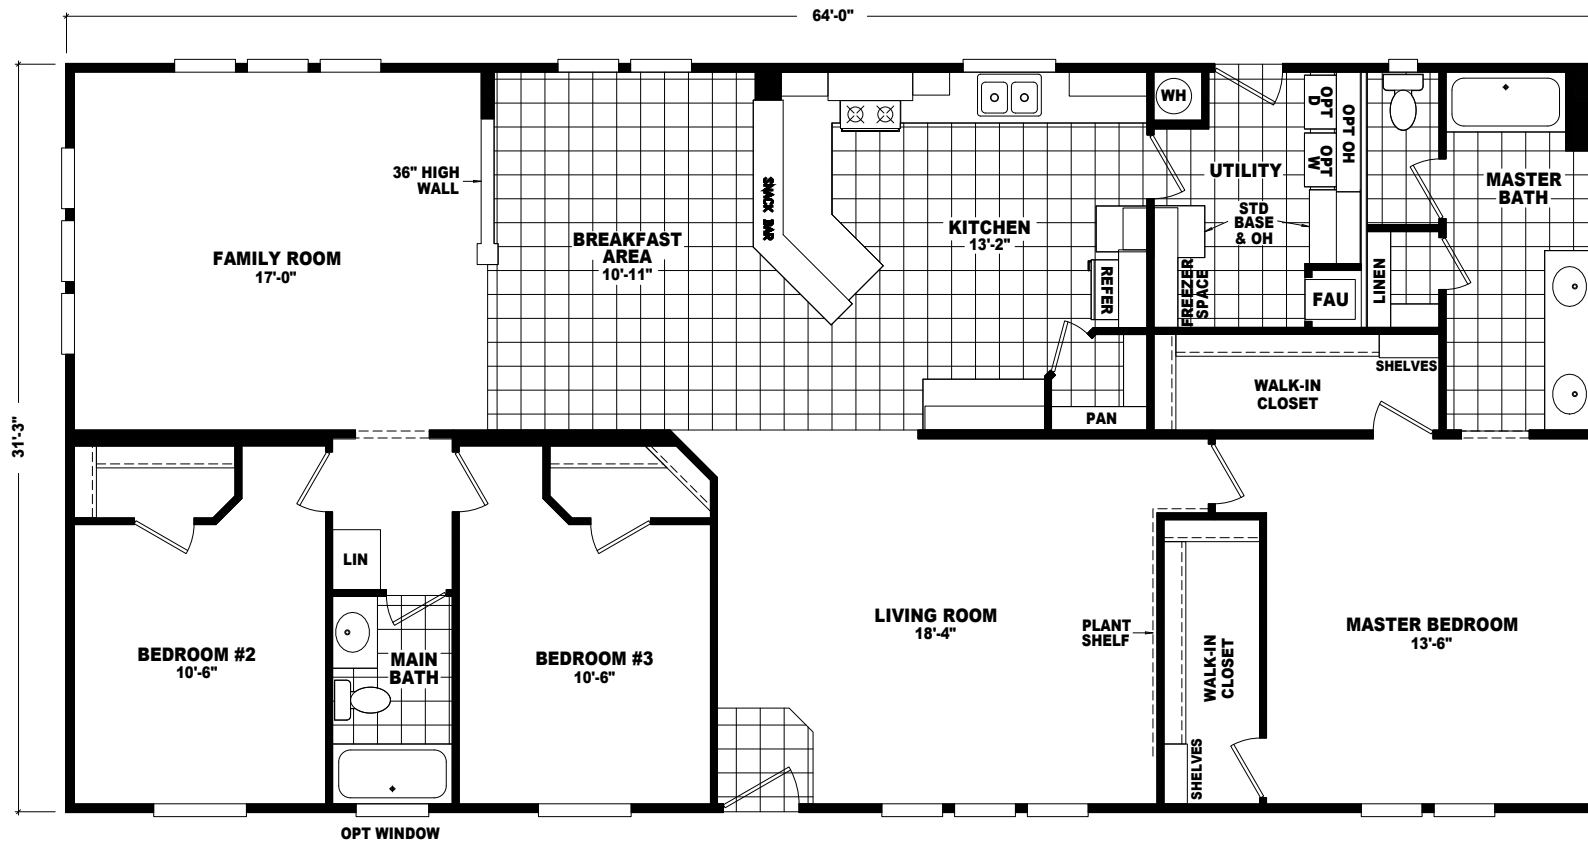 64'-0"
31'-3"
FAMILY ROOM
17'-0"
36" HIGH
WALL
BREAKFAST
AREA
10'-11"
SNACK BAR
KITCHEN
13'-2"
REFER
PAN
WH
UTILITY
OPT
D
OPT
W
OPT OH
STD
BASE
& OH
FREEZER
SPACE
FAU
LINEN
MASTER
BATH
SHELVES
WALK-IN
CLOSET
LIN
BEDROOM #2
10'-6"
MAIN
BATH
BEDROOM #3
10'-6"
LIVING ROOM
18'-4"
PLANT
SHELF
WALK-IN
CLOSET
SHELVES
MASTER BEDROOM
13'-6"
OPT WINDOW